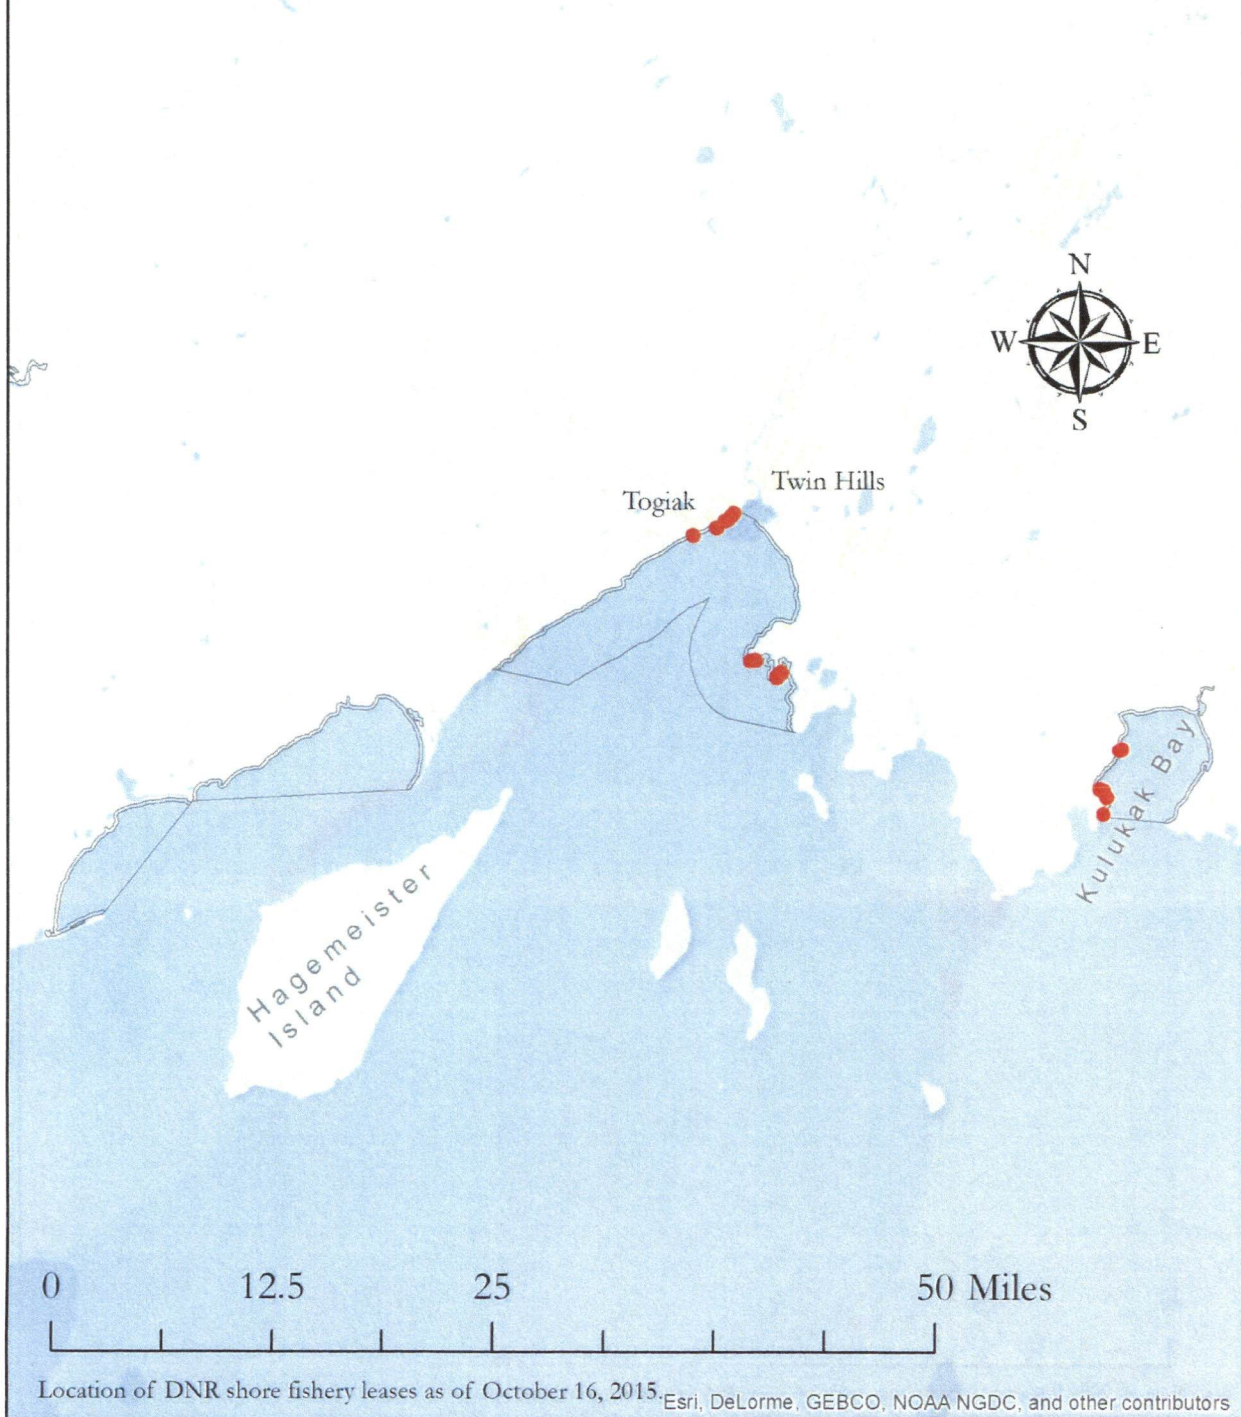 N
W E
S
Twin Hills
Togiak
Kulukak Bay
Hagemeister
Island
0 12.5 25 50 Miles
Location of DNR shore fishery leases as of October 16, 2015.
Esri, DeLorme, GEBCO, NOAA NGDC, and other contributors